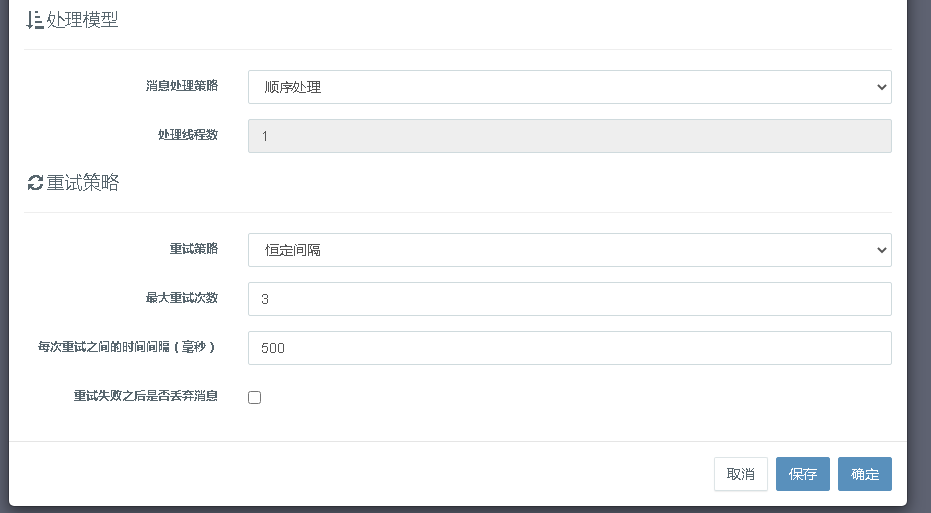 处理模型
消息处理策略 顺序处理
处理线程数 1
重试策略
重试策略 恒定间隔
最大重试次数 3
每次重试之间的时间间隔（毫秒） 500
重试失败之后是否丢弃消息
取消 保存 确定